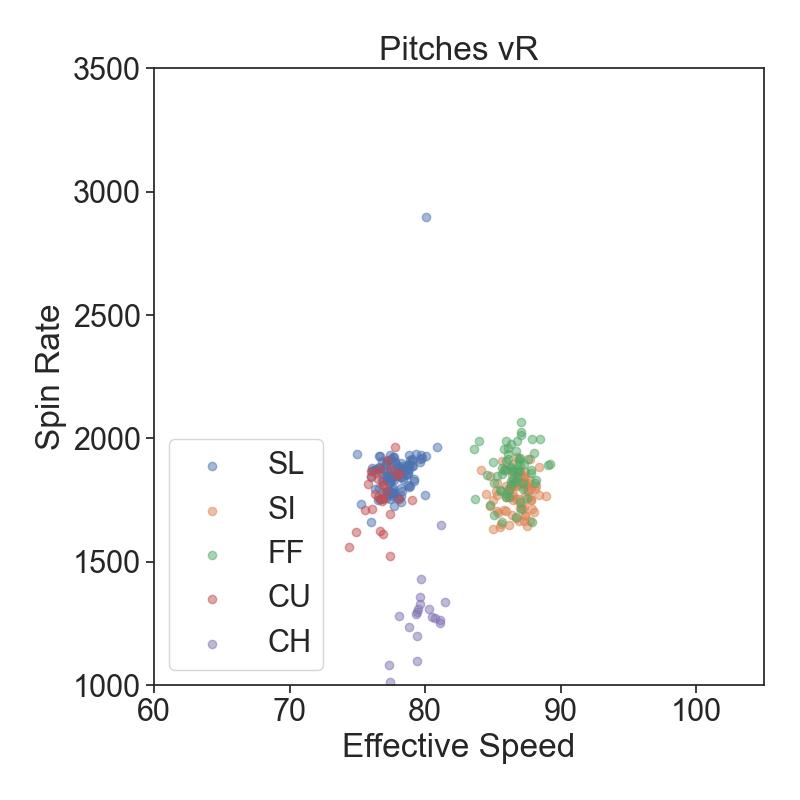 Pitches vR
3500
3000
2500
2000
1500
1000
Spin Rate
SL
SI
FF
CU
CH
60 70 80 90 100
Effective Speed